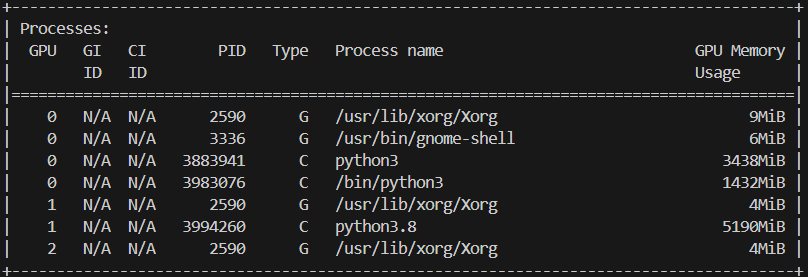 +-----------------------------------------------------------------------------+
| Processes:                                                                  |
|  GPU   GI   CI        PID   Type   Process name                  GPU Memory |
|        ID   ID                                                   Usage      |
|=============================================================================|
|    0   N/A  N/A      2590      G   /usr/lib/xorg/Xorg                  9MiB |
|    0   N/A  N/A      3336      G   /usr/bin/gnome-shell                6MiB |
|    0   N/A  N/A   3883941      C   python3                          3438MiB |
|    0   N/A  N/A   3983076      C   /bin/python3                     1432MiB |
|    1   N/A  N/A      2590      G   /usr/lib/xorg/Xorg                  4MiB |
|    1   N/A  N/A   3994260      C   python3.8                        5190MiB |
|    2   N/A  N/A      2590      G   /usr/lib/xorg/Xorg                  4MiB |
+-----------------------------------------------------------------------------+